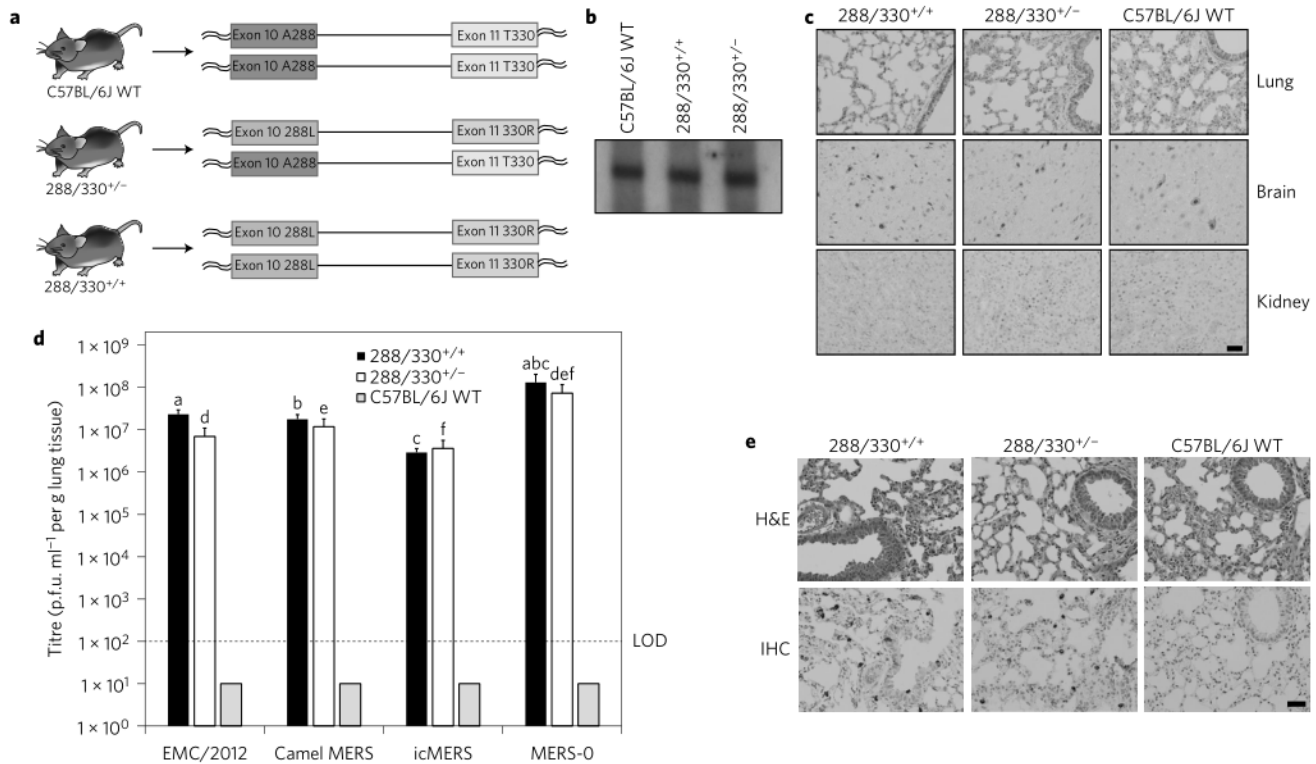 a
Exon 10 A288 Exon 11 T330
Exon 10 A288 Exon 11 T330
C57BL/6J WT
Exon 10 288L Exon 11 330R
Exon 10 A288 Exon 11 T330
288/330+/−
Exon 10 288L Exon 11 330R
Exon 10 288L Exon 11 330R
288/330+/+
b
C57BL/6J WT
288/330+/+
288/330+/−
c
288/330+/+ 288/330+/− C57BL/6J WT
Lung
Brain
Kidney
d
Titre (p.f.u. ml⁻¹ per g lung tissue)
1 × 10⁹
1 × 10⁸
1 × 10⁷
1 × 10⁶
1 × 10⁵
1 × 10⁴
1 × 10³
1 × 10²
1 × 10¹
1 × 10⁰
288/330+/+
288/330+/−
C57BL/6J WT
a d b e c f abc def
LOD
EMC/2012 Camel MERS icMERS MERS-0
e
288/330+/+ 288/330+/− C57BL/6J WT
H&E
IHC